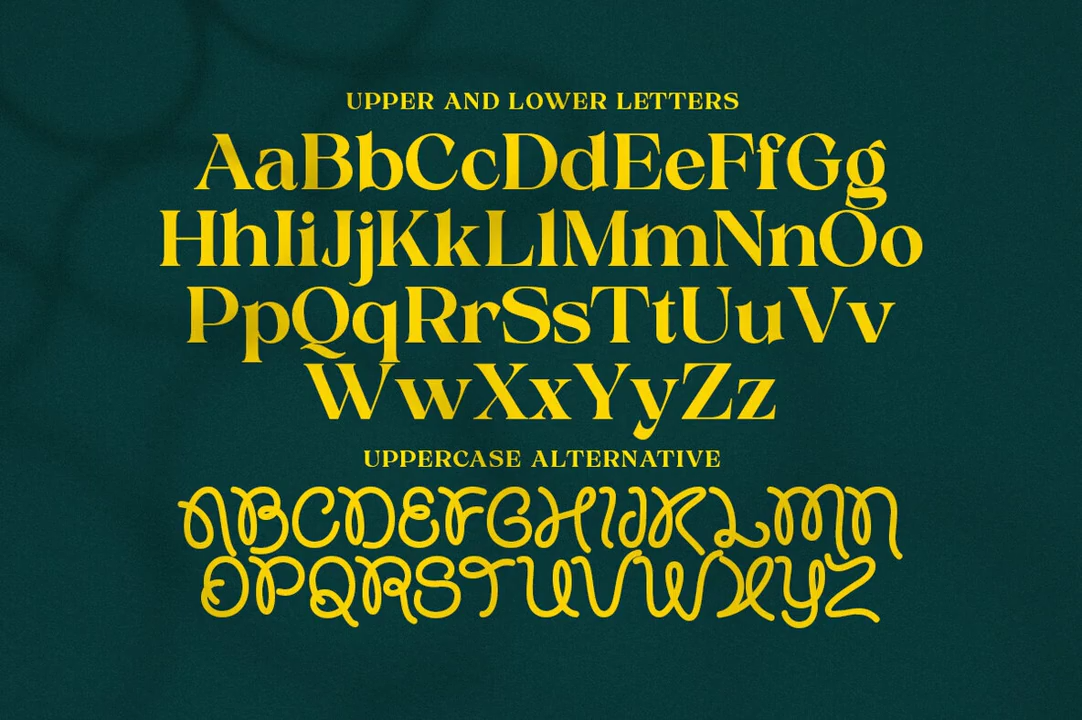 UPPER AND LOWER LETTERS
AaBbCcDdEeFfGg
HhIiJjKkLlMmNnOo
PpQqRrSsTtUuVv
WwXxYyZz
UPPERCASE ALTERNATIVE
ABCDEFGHIJKLMN
OPQRSTUVWXYZ